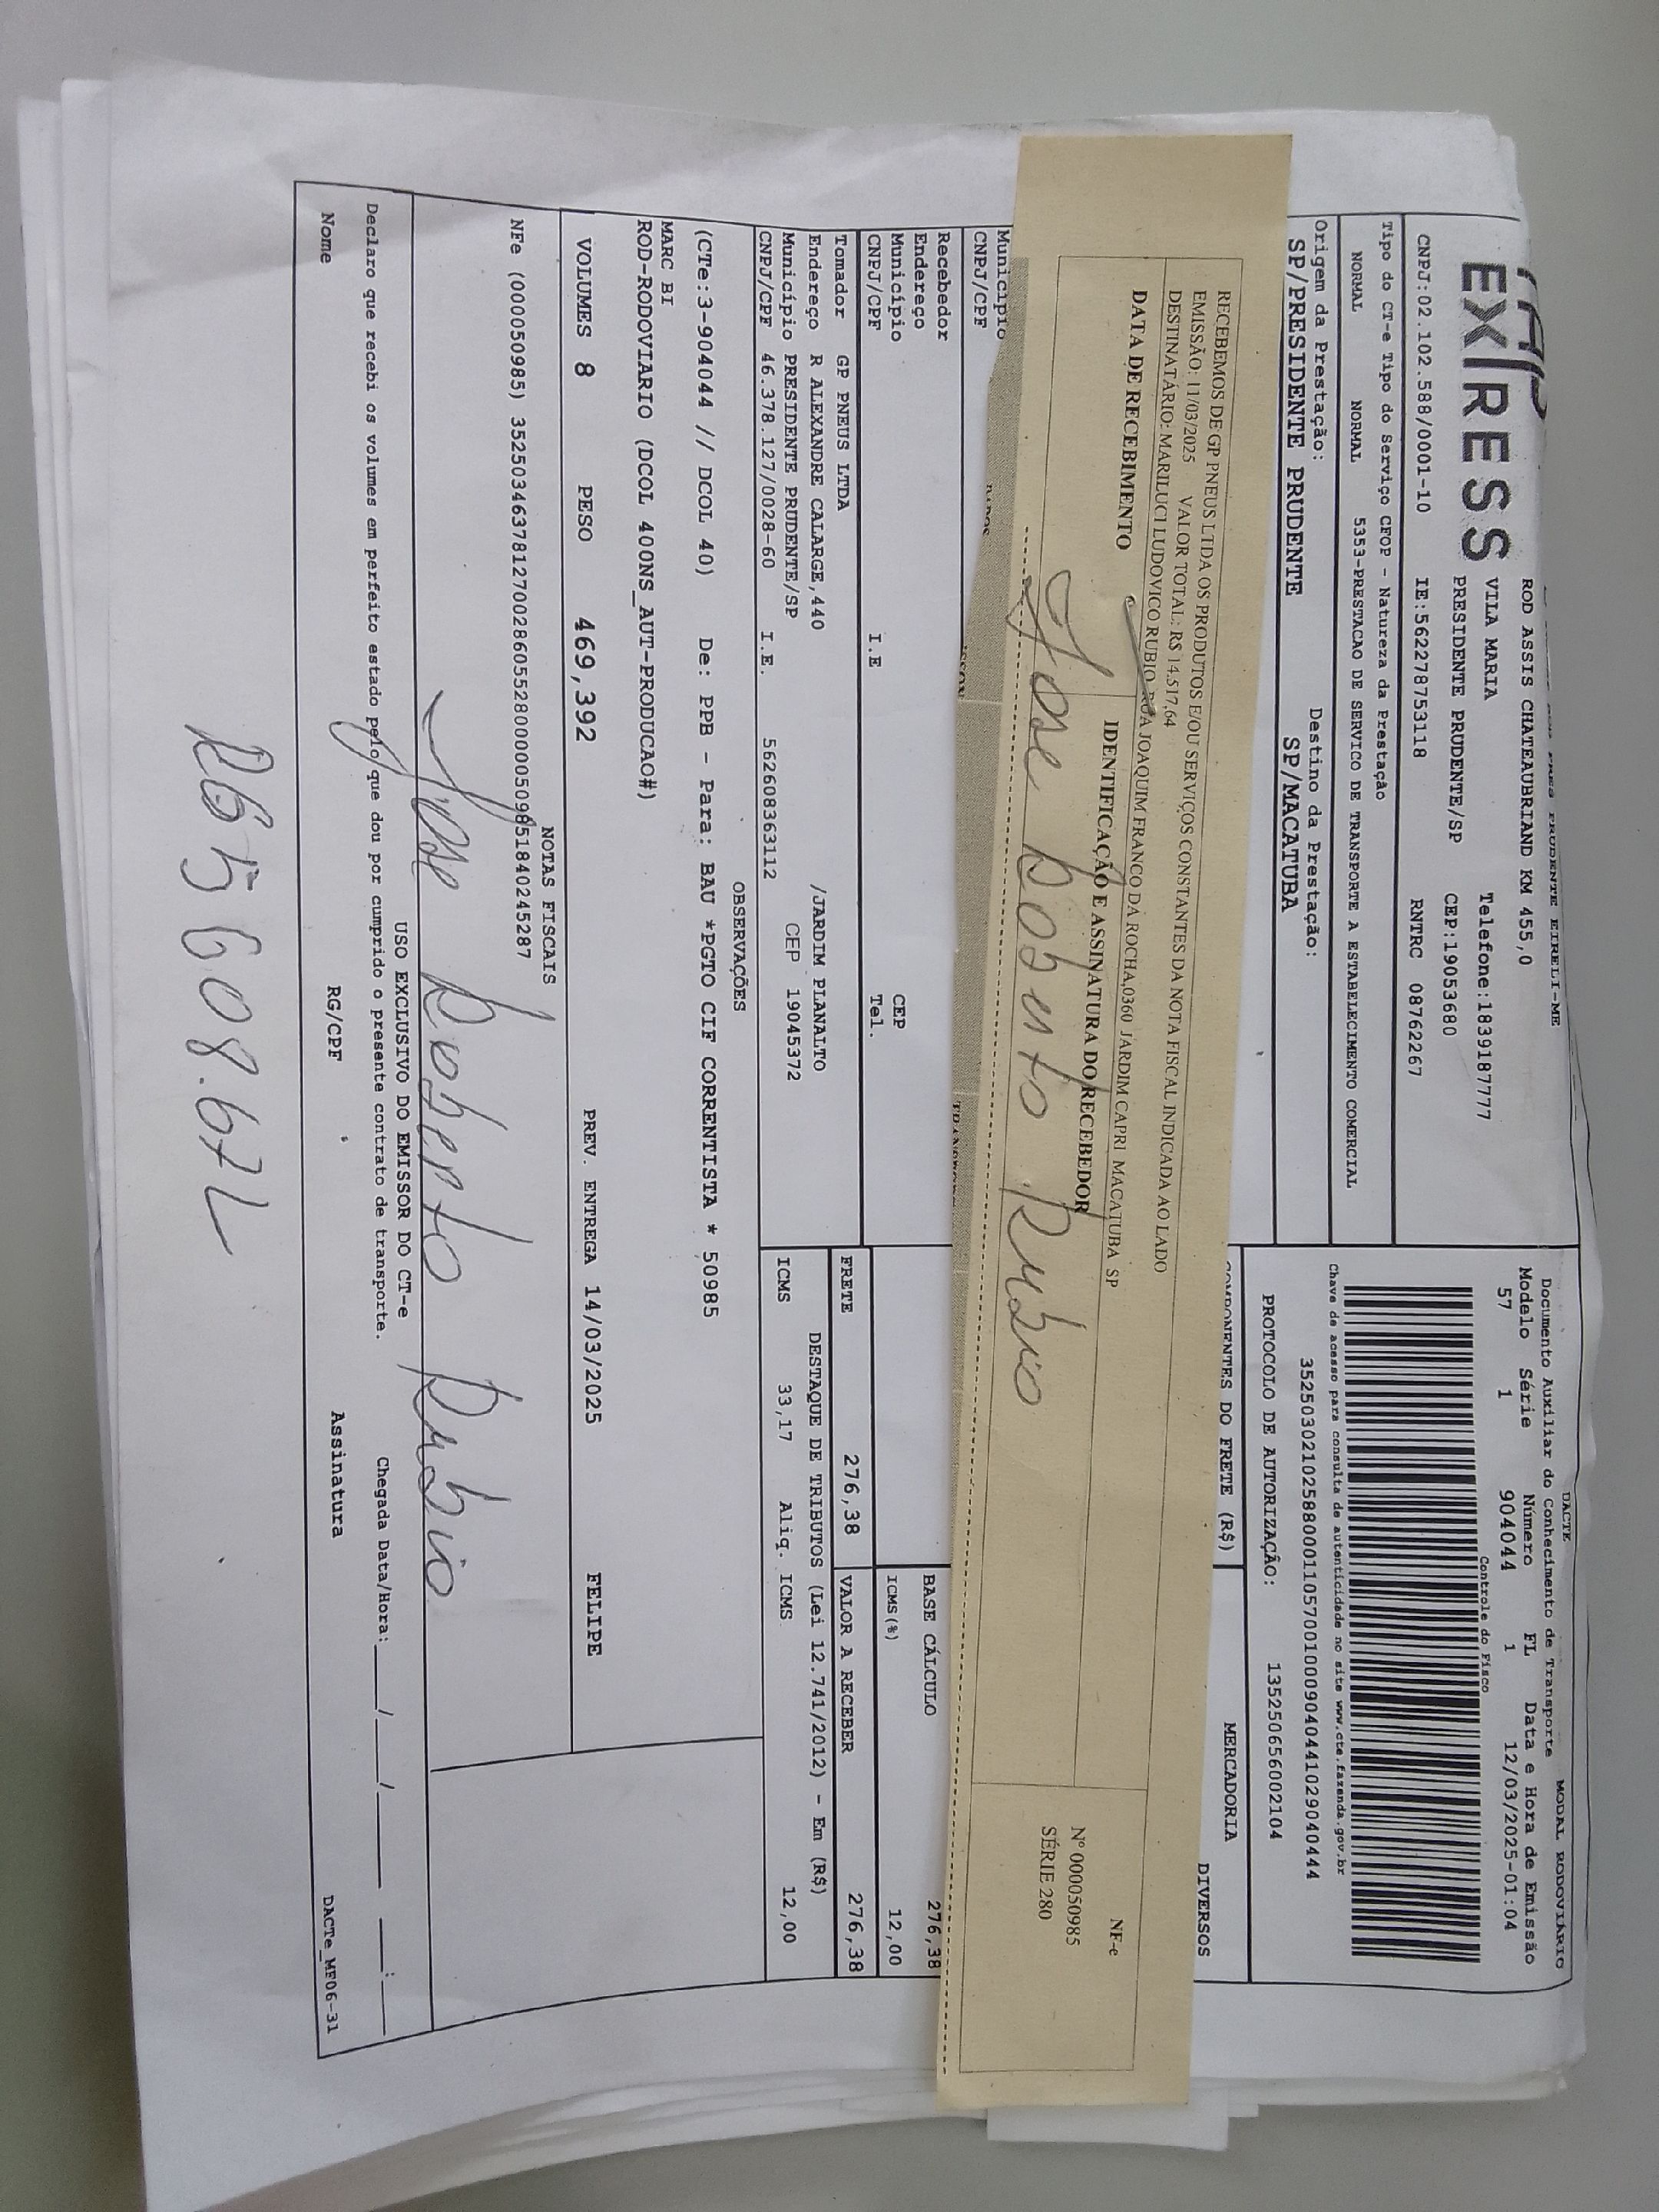 EXPRESS
ROD ASSIS CHATEAUBRIAND KM 455,0
VILA MARIA Telefone:1839187777
PRESIDENTE PRUDENTE/SP CEP:19053680
CNPJ:02.102.588/0001-10 IE:562278753118 RNTRC 08762267
Tipo do CT-e Tipo do Serviço CFOP - Natureza da Prestação
NORMAL NORMAL 5353-PRESTACAO DE SERVICO DE TRANSPORTE A ESTABELECIMENTO COMERCIAL
Origem da Prestação: Destino da Prestação:
SP/PRESIDENTE PRUDENTE SP/MACATUBA
DACTE MODAL RODOVIÁRIO
Documento Auxiliar do Conhecimento de Transporte
Modelo Série Número FL Data e Hora de Emissão
57 1 904044 1 12/03/2025-01:04
Controle do Fisco
Chave de acesso para consulta de autenticidade no site www.cte.fazenda.gov.br
35250302102588000110570010009040441029040444
PROTOCOLO DE AUTORIZAÇÃO: 135250656002104
COMPONENTES DO FRETE (R$) MERCADORIA DIVERSOS
RECEBEMOS DE GP PNEUS LTDA OS PRODUTOS E/OU SERVIÇOS CONSTANTES DA NOTA FISCAL INDICADA AO LADO
EMISSÃO: 11/03/2025 VALOR TOTAL: R$ 14.517,64
DESTINATÁRIO: MARILUCI LUDOVICO RUBIO RUA JOAQUIM FRANCO DA ROCHA,0360 JARDIM CAPRI MACATUBA SP
DATA DE RECEBIMENTO IDENTIFICAÇÃO E ASSINATURA DO RECEBEDOR
Jose Roberto Rubio
NF-e
Nº 000050985
SÉRIE 280
Município
CNPJ/CPF
Recebedor
Endereço
Município CEP
CNPJ/CPF I.E Tel.
BASE CÁLCULO 276,38
ICMS(%) 12,00
FRETE 276,38 VALOR A RECEBER 276,38
Tomador GP PNEUS LTDA
Endereço R ALEXANDRE CALARGE,440 /JARDIM PLANALTO
Município PRESIDENTE PRUDENTE/SP CEP 19045372
CNPJ/CPF 46.378.127/0028-60 I.E. 562608363112
DESTAQUE DE TRIBUTOS (Lei 12.741/2012) - Em (R$)
ICMS 33,17 Aliq. ICMS 12,00
OBSERVAÇÕES
(CTe:3-904044 // DCOL 40) De: PPB - Para: BAU *PGTO CIF CORRENTISTA * 50985
MARC BI
ROD-RODOVIARIO (DCOL 400NS_AUT-PRODUCAO#)
VOLUMES 8 PESO 469,392 PREV. ENTREGA 14/03/2025 FELIPE
NOTAS FISCAIS
NFe (000050985) 35250346378127002860552800000509851840245287
Jose Roberto Rubio
USO EXCLUSIVO DO EMISSOR DO CT-e
Declaro que recebi os volumes em perfeito estado pelo que dou por cumprido o presente contrato de transporte. Chegada Data/Hora:___/___/_____ ___:___
Nome RG/CPF Assinatura DACTe_MF06-31